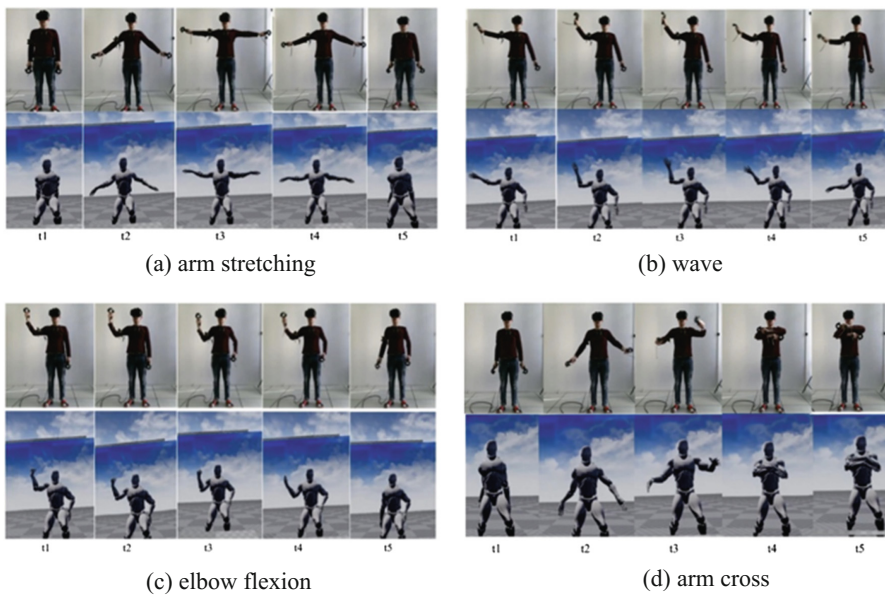 t1 t2 t3 t4 t5
(a) arm stretching
t1 t2 t3 t4 t5
(b) wave
t1 t2 t3 t4 t5
(c) elbow flexion
t1 t2 t3 t4 t5
(d) arm cross